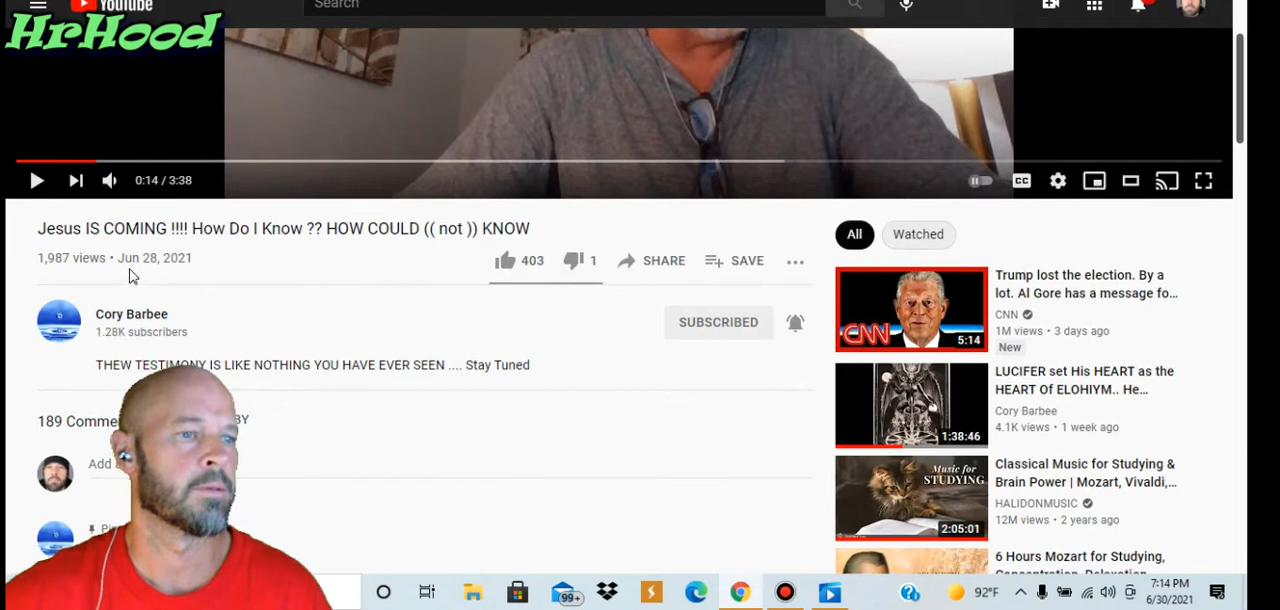 YouTube
Search
HrHood
0:14 / 3:38
CC
Jesus IS COMING !!!! How Do I Know ?? HOW COULD (( not )) KNOW
1,987 views • Jun 28, 2021
403
1
SHARE
SAVE
Cory Barbee
1.28K subscribers
SUBSCRIBED
THEW TESTIMONY IS LIKE NOTHING YOU HAVE EVER SEEN .... Stay Tuned
189 Comme
BY
Add
All
Watched
CNN
5:14
Trump lost the election. By a
lot. Al Gore has a message fo...
CNN
1M views • 3 days ago
New
1:38:46
LUCIFER set His HEART as the
HEART Of ELOHIYM.. He...
Cory Barbee
4.1K views • 1 week ago
Music for
STUDYING
2:05:01
Classical Music for Studying &
Brain Power | Mozart, Vivaldi,...
HALIDONMUSIC
12M views • 2 years ago
6 Hours Mozart for Studying,
Concentration, Relaxation
99+
92°F
7:14 PM
6/30/2021